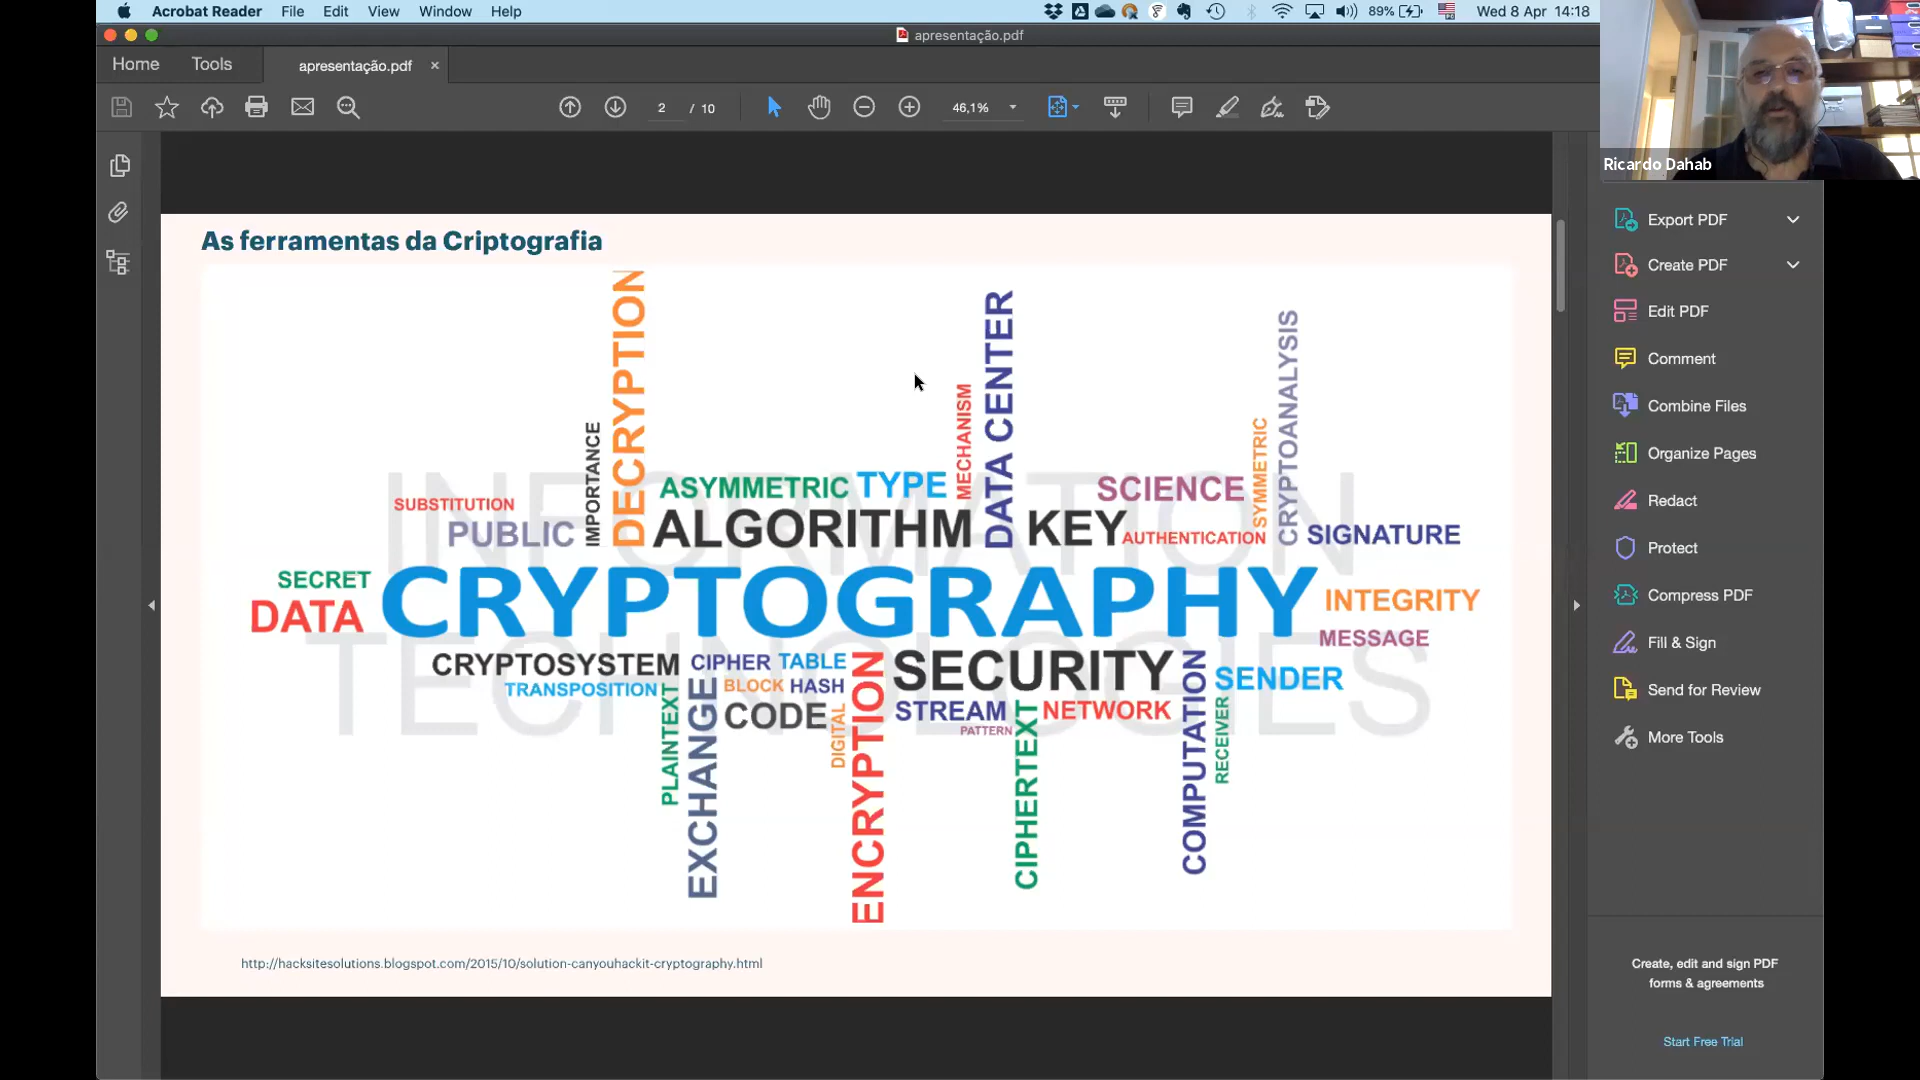 Acrobat Reader File Edit View Window Help
89% Wed 8 Apr 14:18
apresentação.pdf
Home Tools apresentação.pdf ×
2 / 10 46,1%
Ricardo Dahab
As ferramentas da Criptografia
INFORMATION
TECHNOLOGIES
DECRYPTION
IMPORTANCE
DATA CENTER
MECHANISM
CRYPTOANALYSIS
SYMMETRIC
SUBSTITUTION
ASYMMETRIC TYPE
SCIENCE
PUBLIC
ALGORITHM
KEY
AUTHENTICATION
SIGNATURE
SECRET
DATA
CRYPTOGRAPHY
INTEGRITY
MESSAGE
CRYPTOSYSTEM
CIPHER TABLE
SECURITY
SENDER
TRANSPOSITION
BLOCK HASH
CODE
STREAM
NETWORK
PATTERN
PLAINTEXT
EXCHANGE
DIGITAL
ENCRYPTION
CIPHERTEXT
COMPUTATION
RECEIVER
http://hacksitesolutions.blogspot.com/2015/10/solution-canyouhackit-cryptography.html
Export PDF
Create PDF
Edit PDF
Comment
Combine Files
Organize Pages
Redact
Protect
Compress PDF
Fill & Sign
Send for Review
More Tools
Create, edit and sign PDF
forms & agreements
Start Free Trial